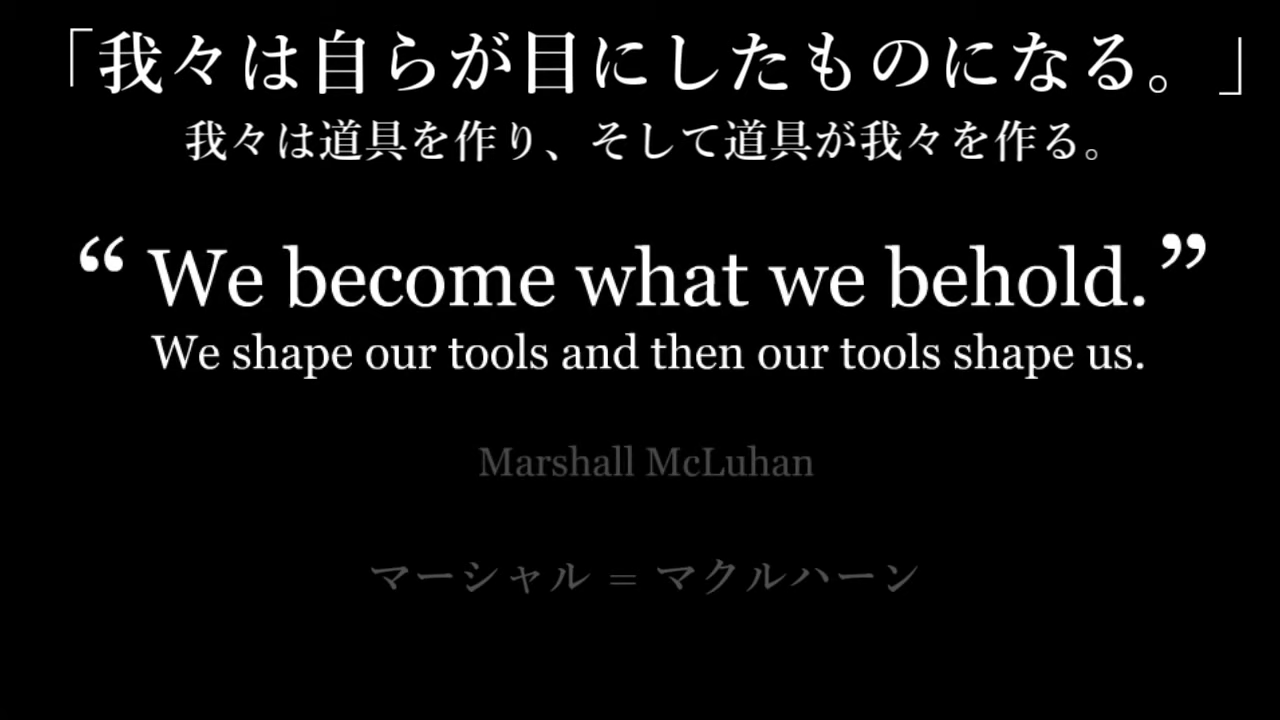 「我々は自らが目にしたものになる。」
我々は道具を作り、そして道具が我々を作る。
“ We become what we behold. ”
We shape our tools and then our tools shape us.
Marshall McLuhan
マーシャル = マクルハーン